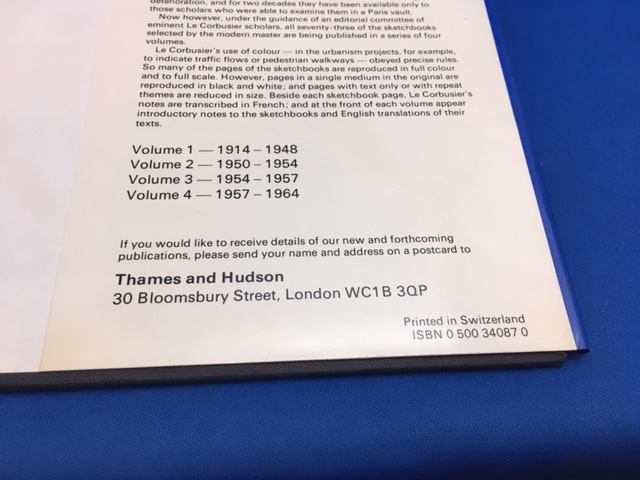 deterioration, and for two decades they have been available only to
those scholars who were able to examine them in a Paris vault.
Now however, under the guidance of an editorial committee of
eminent Le Corbusier scholars, all seventy-three of the sketchbooks
selected by the modern master are being published in a series of four
volumes.
Le Corbusier's use of colour — in the urbanism projects, for example,
to indicate traffic flows or pedestrian walkways — obeyed precise rules.
So many of the pages of the sketchbooks are reproduced in full colour
and to full scale. However, pages in a single medium in the original are
reproduced in black and white; and pages with text only or with repeat
themes are reduced in size. Beside each sketchbook page, Le Corbusier's
notes are transcribed in French; and at the front of each volume appear
introductory notes to the sketchbooks and English translations of their
texts.
Volume 1 — 1914 – 1948
Volume 2 — 1950 – 1954
Volume 3 — 1954 – 1957
Volume 4 — 1957 – 1964
If you would like to receive details of our new and forthcoming
publications, please send your name and address on a postcard to
Thames and Hudson
30 Bloomsbury Street, London WC1B 3QP
Printed in Switzerland
ISBN 0 500 34087 0